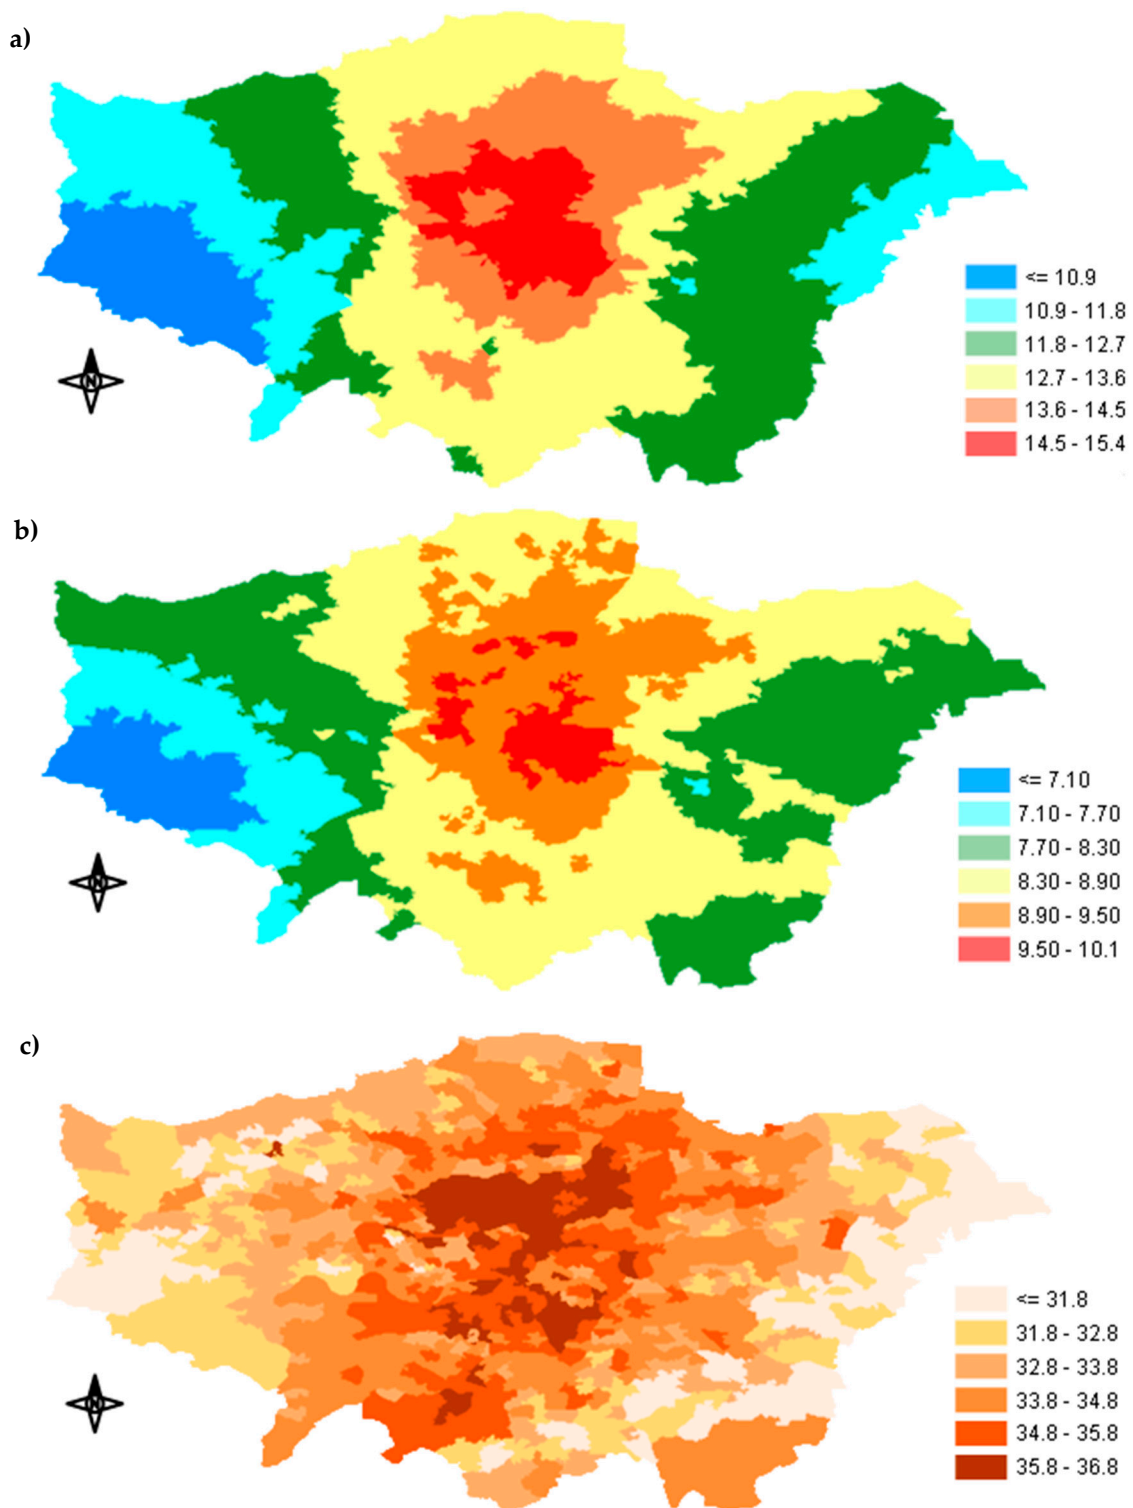 a)
<= 10.9
10.9 - 11.8
11.8 - 12.7
12.7 - 13.6
13.6 - 14.5
14.5 - 15.4
N
b)
<= 7.10
7.10 - 7.70
7.70 - 8.30
8.30 - 8.90
8.90 - 9.50
9.50 - 10.1
N
c)
<= 31.8
31.8 - 32.8
32.8 - 33.8
33.8 - 34.8
34.8 - 35.8
35.8 - 36.8
N